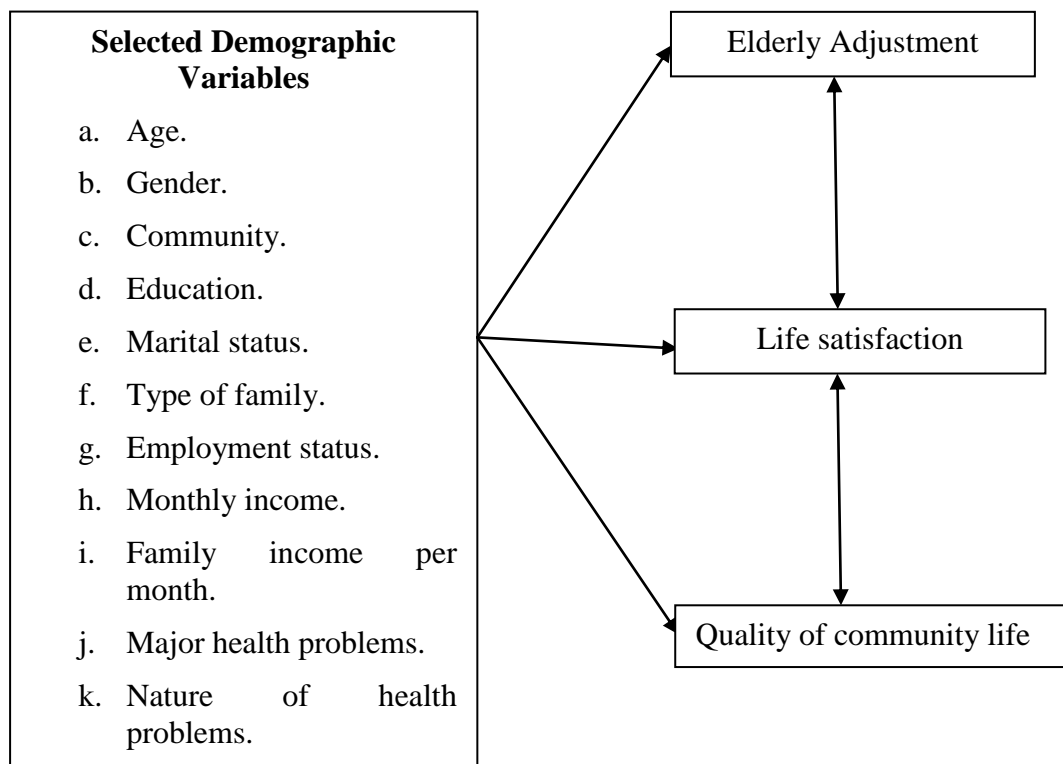 Selected Demographic
Variables
a. Age.
b. Gender.
c. Community.
d. Education.
e. Marital status.
f. Type of family.
g. Employment status.
h. Monthly income.
i. Family income per
month.
j. Major health problems.
k. Nature of health
problems.
Elderly Adjustment
Life satisfaction
Quality of community life